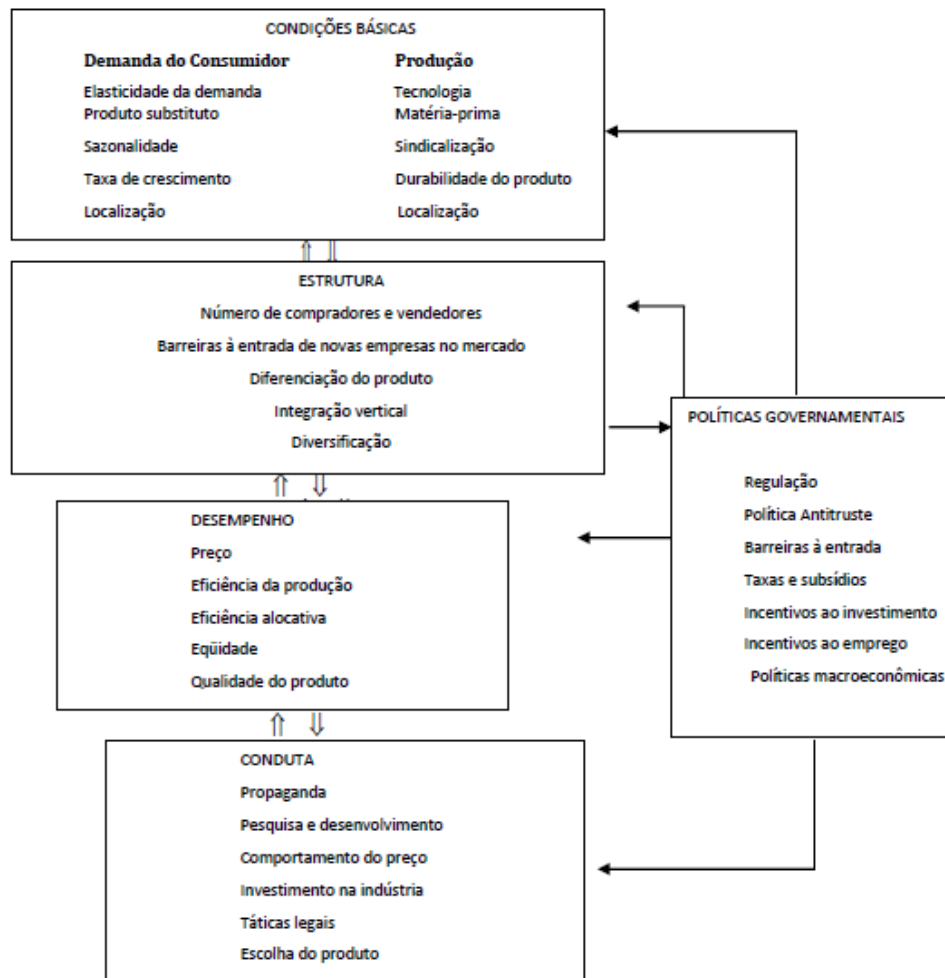 CONDIÇÕES BÁSICAS
Demanda do Consumidor Produção
Elasticidade da demanda Tecnologia
Produto substituto Matéria-prima
Sazonalidade Sindicalização
Taxa de crescimento Durabilidade do produto
Localização Localização
ESTRUTURA
Número de compradores e vendedores
Barreiras à entrada de novas empresas no mercado
Diferenciação do produto
Integração vertical
Diversificação
DESEMPENHO
Preço
Eficiência da produção
Eficiência alocativa
Eqüidade
Qualidade do produto
CONDUTA
Propaganda
Pesquisa e desenvolvimento
Comportamento do preço
Investimento na indústria
Táticas legais
Escolha do produto
POLÍTICAS GOVERNAMENTAIS
Regulação
Política Antitruste
Barreiras à entrada
Taxas e subsídios
Incentivos ao investimento
Incentivos ao emprego
Políticas macroeconômicas